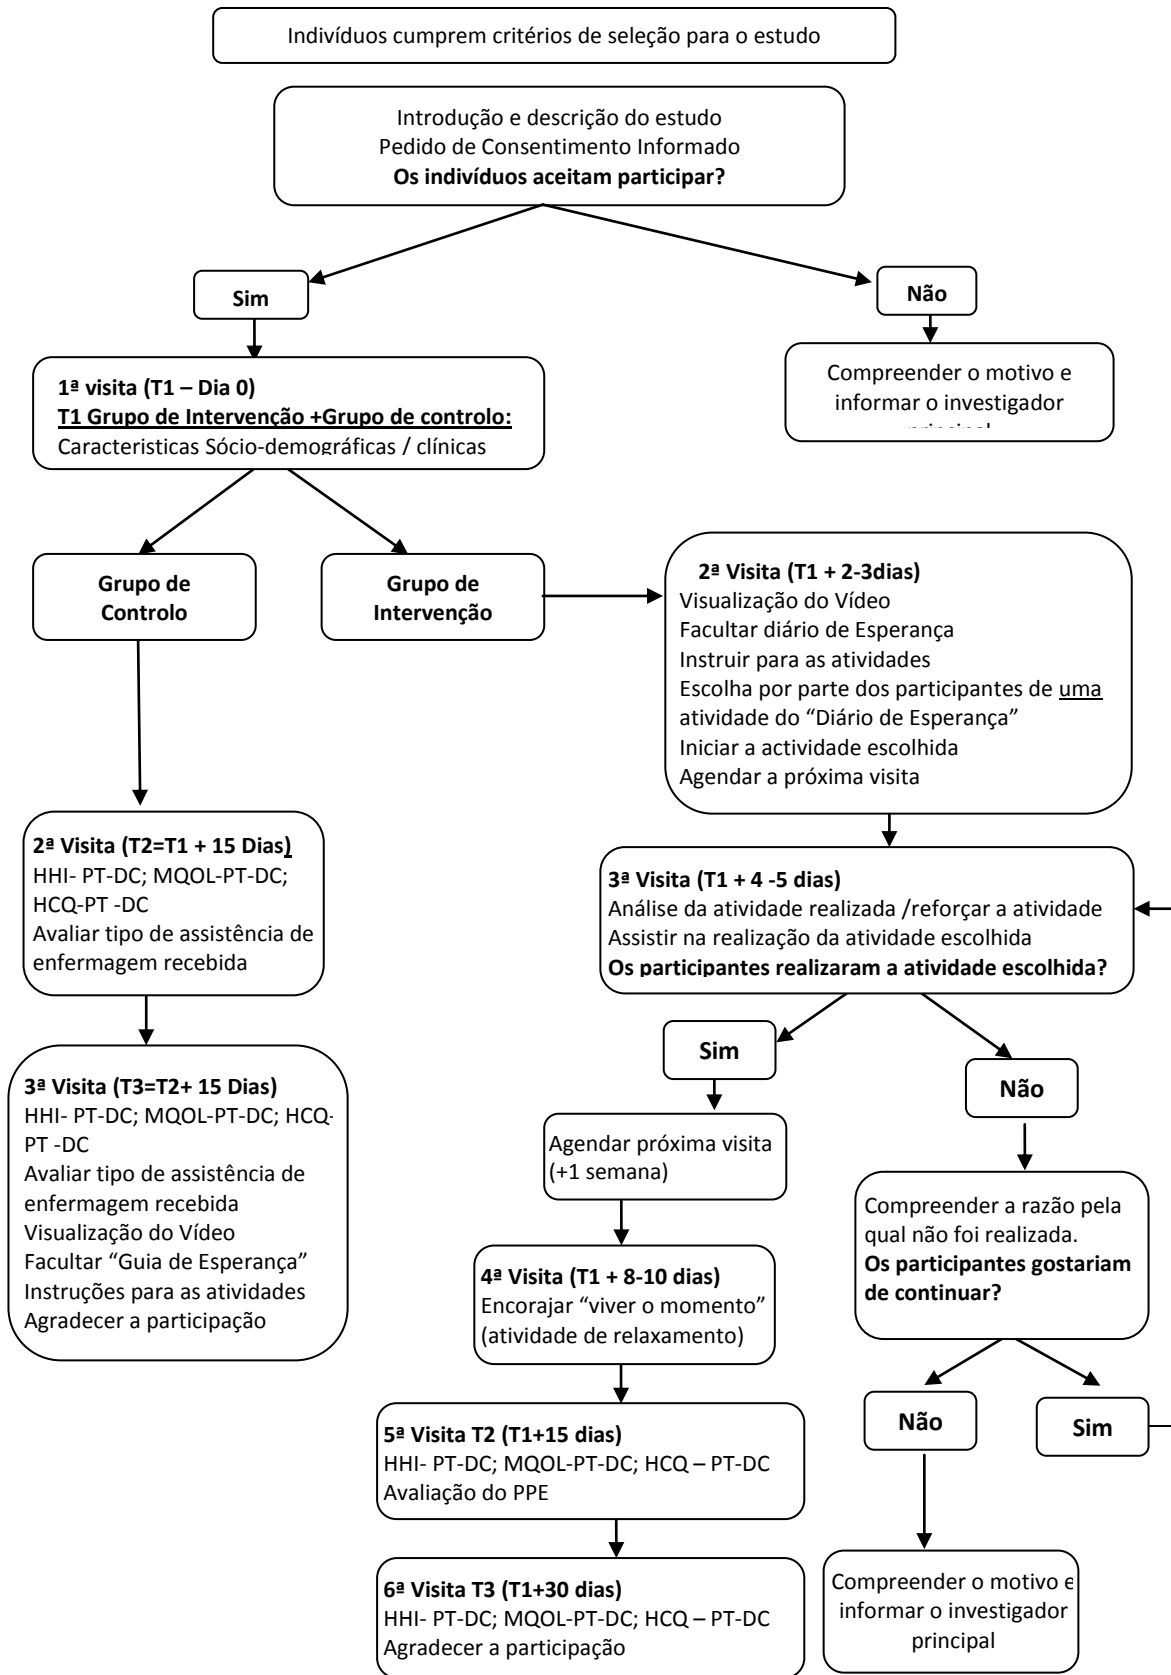 Indivíduos cumprem critérios de seleção para o estudo
Introdução e descrição do estudo
Pedido de Consentimento Informado
Os indivíduos aceitam participar?
Sim
Não
1ª visita (T1 – Dia 0)
T1 Grupo de Intervenção +Grupo de controlo:
Caracteristicas Sócio-demográficas / clínicas
Compreender o motivo e
informar o investigador
Grupo de
Controlo
Grupo de
Intervenção
2ª Visita (T1 + 2-3dias)
Visualização do Vídeo
Facultar diário de Esperança
Instruir para as atividades
Escolha por parte dos participantes de uma
atividade do “Diário de Esperança”
Iniciar a actividade escolhida
Agendar a próxima visita
2ª Visita (T2=T1 + 15 Dias)
HHI- PT-DC; MQOL-PT-DC;
HCQ-PT -DC
Avaliar tipo de assistência de
enfermagem recebida
3ª Visita (T1 + 4 -5 dias)
Análise da atividade realizada /reforçar a atividade
Assistir na realização da atividade escolhida
Os participantes realizaram a atividade escolhida?
Sim
Não
3ª Visita (T3=T2+ 15 Dias)
HHI- PT-DC; MQOL-PT-DC; HCQ-
PT -DC
Avaliar tipo de assistência de
enfermagem recebida
Visualização do Vídeo
Facultar “Guia de Esperança”
Instruções para as atividades
Agradecer a participação
Agendar próxima visita
(+1 semana)
Compreender a razão pela
qual não foi realizada.
Os participantes gostariam
de continuar?
4ª Visita (T1 + 8-10 dias)
Encorajar “viver o momento”
(atividade de relaxamento)
Não
Sim
5ª Visita T2 (T1+15 dias)
HHI- PT-DC; MQOL-PT-DC; HCQ – PT-DC
Avaliação do PPE
6ª Visita T3 (T1+30 dias)
HHI- PT-DC; MQOL-PT-DC; HCQ – PT-DC
Agradecer a participação
Compreender o motivo e
informar o investigador
principal